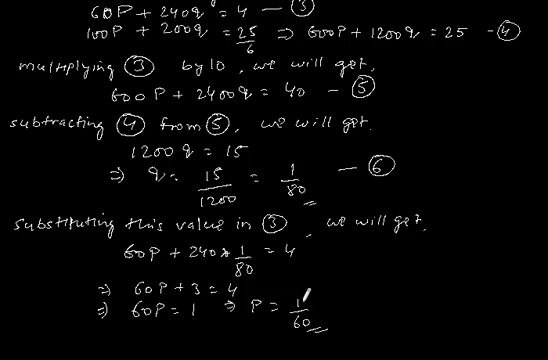 60P + 240q = 4 — ③
100P + 200q = 25/6 ⇒ 600P + 1200q = 25 — ④
multiplying ③ by 10, we will get,
600P + 2400q = 40 — ⑤
subtracting ④ from ⑤, we will get.
1200q = 15
⇒ q = 15/1200 = 1/80 — ⑥
substituting this value in ③, we will get,
60P + 240 * 1/80 = 4
⇒ 60P + 3 = 4
⇒ 60P = 1 ⇒ P = 1/60